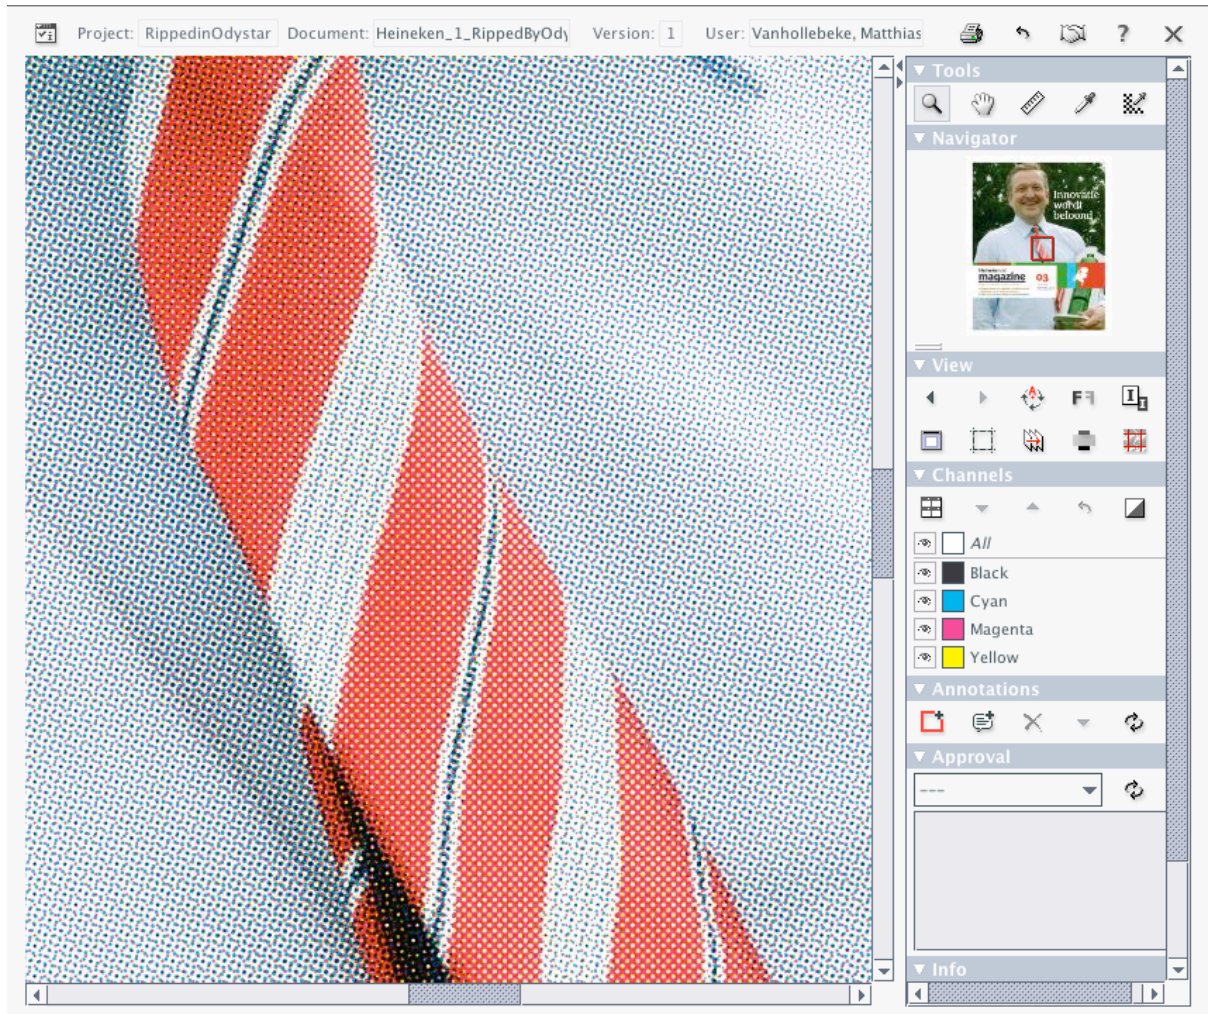 Project: RippedinOdystar Document: Heineken_1_RippedByOdy Version: 1 User: Vanhollebeke, Matthias
Tools
Navigator
Innovatie
wordt
beloond
magazine 03
View
Channels
All
Black
Cyan
Magenta
Yellow
Annotations
Approval
---
Info